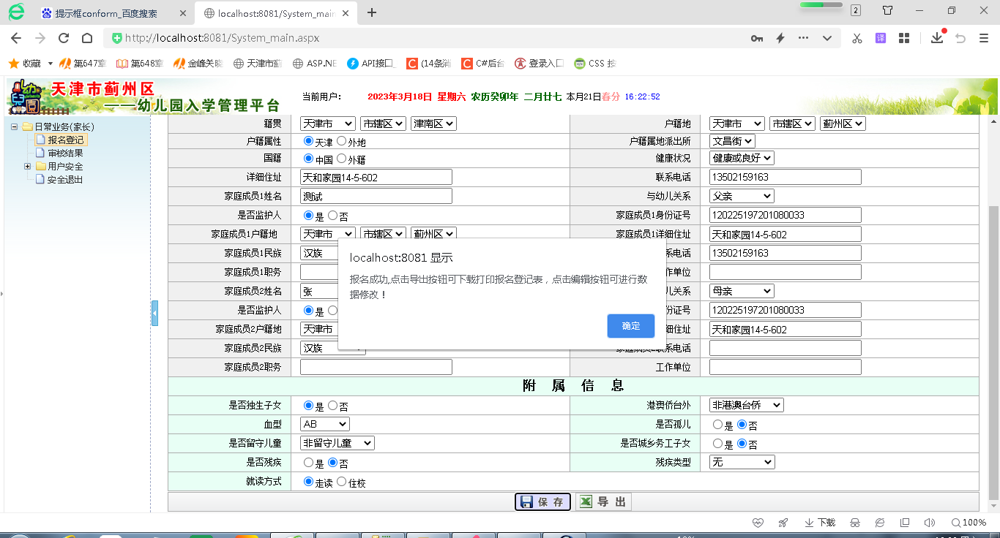 提示框conform_百度搜索
localhost:8081/System_main
2
http://localhost:8081/System_main.aspx
译
收藏 第647章 第648章 金峰关晓 天津市蓟 ASP.NE API接口_ (14条消 C#后台 登录入口 CSS 按
天津市蓟州区
——幼儿园入学管理平台
当前用户： 2023年3月18日 星期六 农历癸卯年 二月廿七 本月21日春分 16:22:52
日常业务(家长)
报名登记
审核结果
用户安全
安全退出
籍贯 天津市 市辖区 津南区 户籍地 天津市 市辖区 蓟州区
户籍属性 天津 外地 户籍属地派出所 文昌街
国籍 中国 外籍 健康状况 健康或良好
详细住址 天和家园14-5-602 联系电话 13502159163
家庭成员1姓名 测试 与幼儿关系 父亲
是否监护人 是 否 家庭成员1身份证号 120225197201080033
家庭成员1户籍地 天津市 市辖区 蓟州区 家庭成员1详细住址 天和家园14-5-602
家庭成员1民族 汉族 系电话 13502159163
家庭成员1职务 作单位
家庭成员2姓名 张 儿关系 母亲
是否监护人 是 份证号 120225197201080033
家庭成员2户籍地 天津市 细住址 天和家园14-5-602
家庭成员2民族 汉族 家庭成员2联系电话
家庭成员2职务 工作单位
localhost:8081 显示
报名成功,点击导出按钮可下载打印报名登记表，点击编辑按钮可进行数
据修改！
确定
附 属 信 息
是否独生子女 是 否 港澳侨台外 非港澳台侨
血型 AB 是否孤儿 是 否
是否留守儿童 非留守儿童 是否城乡务工子女 是 否
是否残疾 是 否 残疾类型 无
就读方式 走读 住校
保 存 导 出
下载 100%